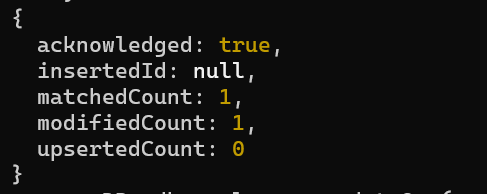 {
  acknowledged: true,
  insertedId: null,
  matchedCount: 1,
  modifiedCount: 1,
  upsertedCount: 0
}